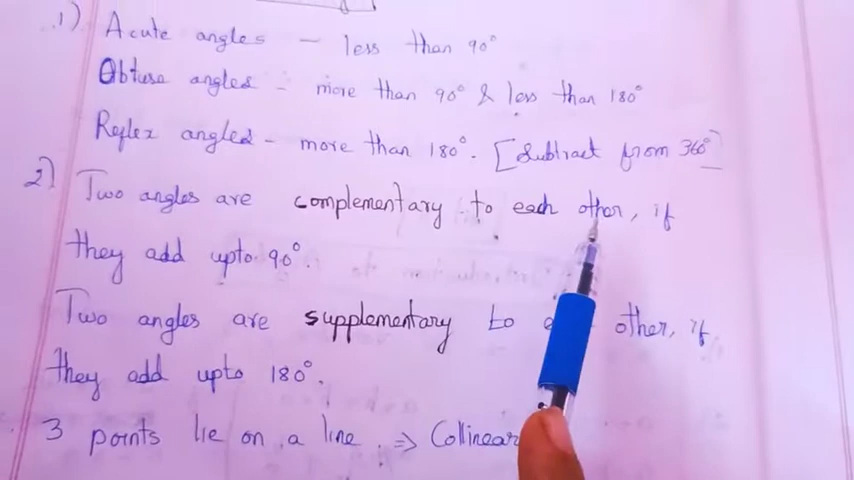 1) Acute angles - less than 90°
Obtuse angles - more than 90° & less than 180°
Reflex angles - more than 180°. [Subtract from 360°]
2) Two angles are complementary to each other, if
they add upto 90°.
Two angles are supplementary to other, if
they add upto 180°.
3 points lie on a line. => Collinear